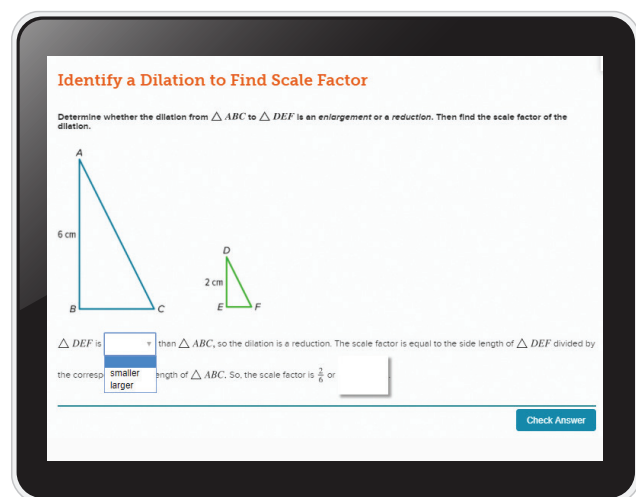 Identify a Dilation to Find Scale Factor
Determine whether the dilation from △ ABC to △ DEF is an enlargement or a reduction. Then find the scale factor of the
dilation.
A
6 cm
B
C
D
2 cm
E
F
△ DEF is than △ ABC, so the dilation is a reduction. The scale factor is equal to the side length of △ DEF divided by
smaller
larger
the corresp ength of △ ABC. So, the scale factor is 2/6 or .
Check Answer